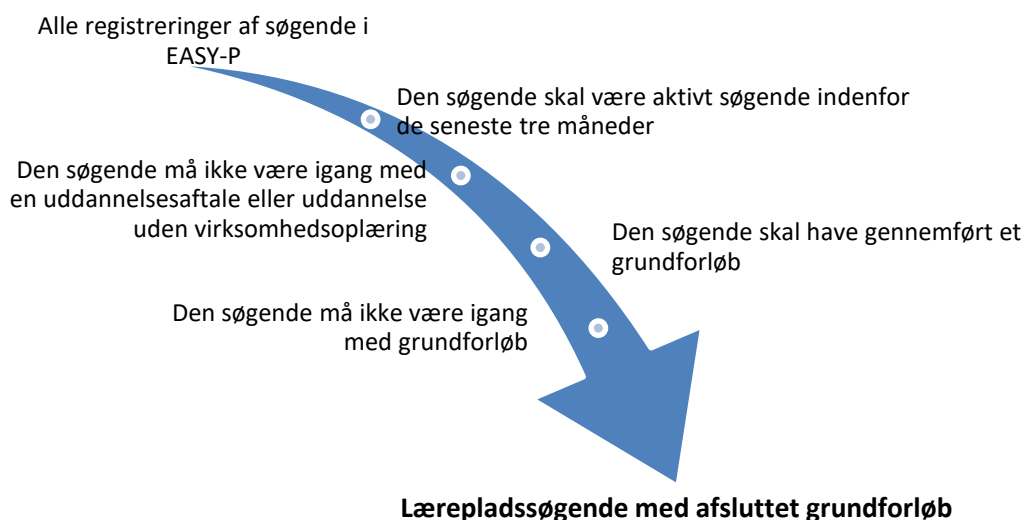 Alle registreringer af søgende i
EASY-P
Den søgende skal være aktivt søgende indenfor
de seneste tre måneder
Den søgende må ikke være igang med
en uddannelsesaftale eller uddannelse
uden virksomhedsoplæring
Den søgende skal have gennemført et
grundforløb
Den søgende må ikke være igang
med grundforløb
Lærepladssøgende med afsluttet grundforløb